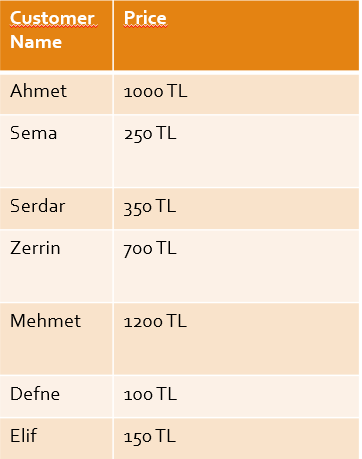 Customer Price
Name
Ahmet 1000 TL
Sema 250 TL
Serdar 350 TL
Zerrin 700 TL
Mehmet 1200 TL
Defne 100 TL
Elif 150 TL